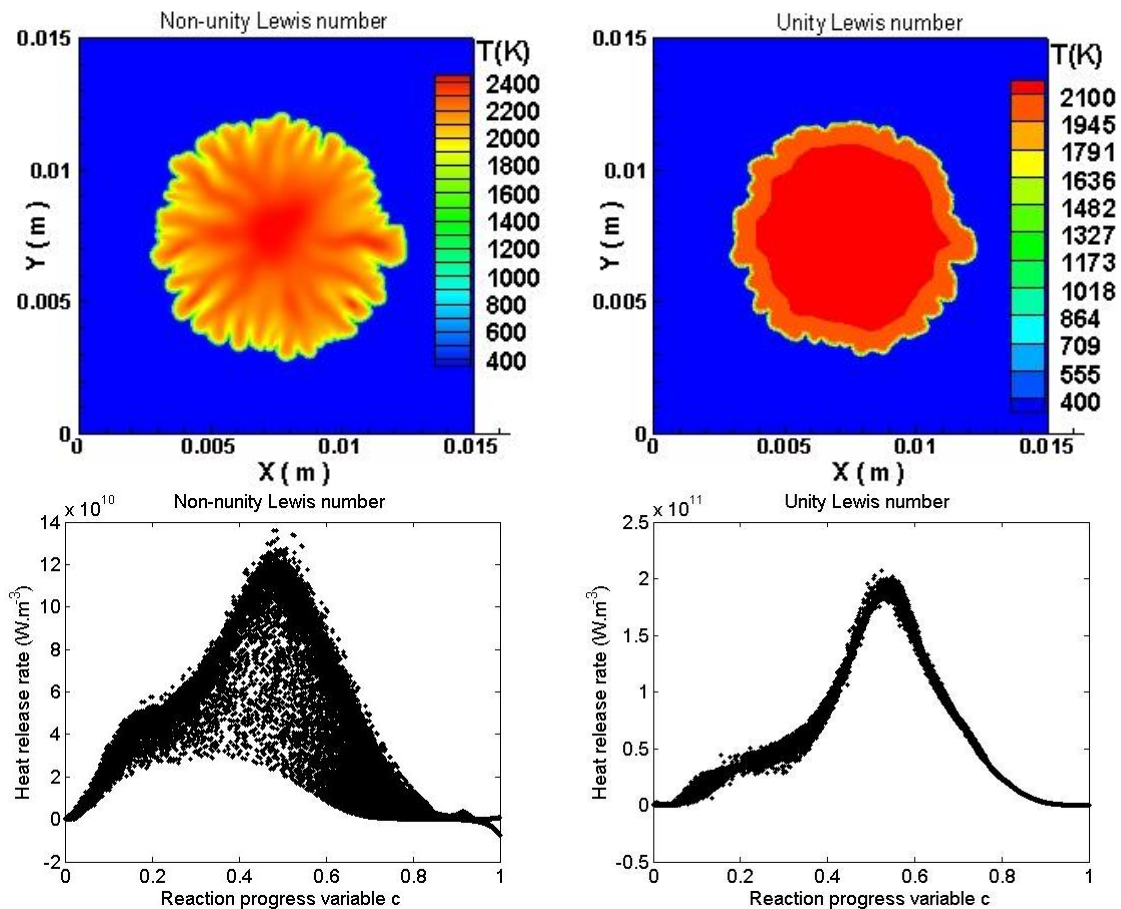 Non-unity Lewis number
0.015
0.01
0.005
0
Y ( m )
0 0.005 0.01 0.015
X ( m )
T(K)
2400
2200
2000
1800
1600
1400
1200
1000
800
600
400
Unity Lewis number
0.015
0.01
0.005
0
Y ( m )
0 0.005 0.01 0.015
X ( m )
T(K)
2100
1945
1791
1636
1482
1327
1173
1018
864
709
555
400
Non-nunity Lewis number
x 10^10
14
12
10
8
6
4
2
0
-2
Heat release rate (W.m-3)
0 0.2 0.4 0.6 0.8 1
Reaction progress variable c
Unity Lewis number
x 10^11
2.5
2
1.5
1
0.5
0
-0.5
Heat release rate (W.m-3)
0 0.2 0.4 0.6 0.8 1
Reaction progress variable c